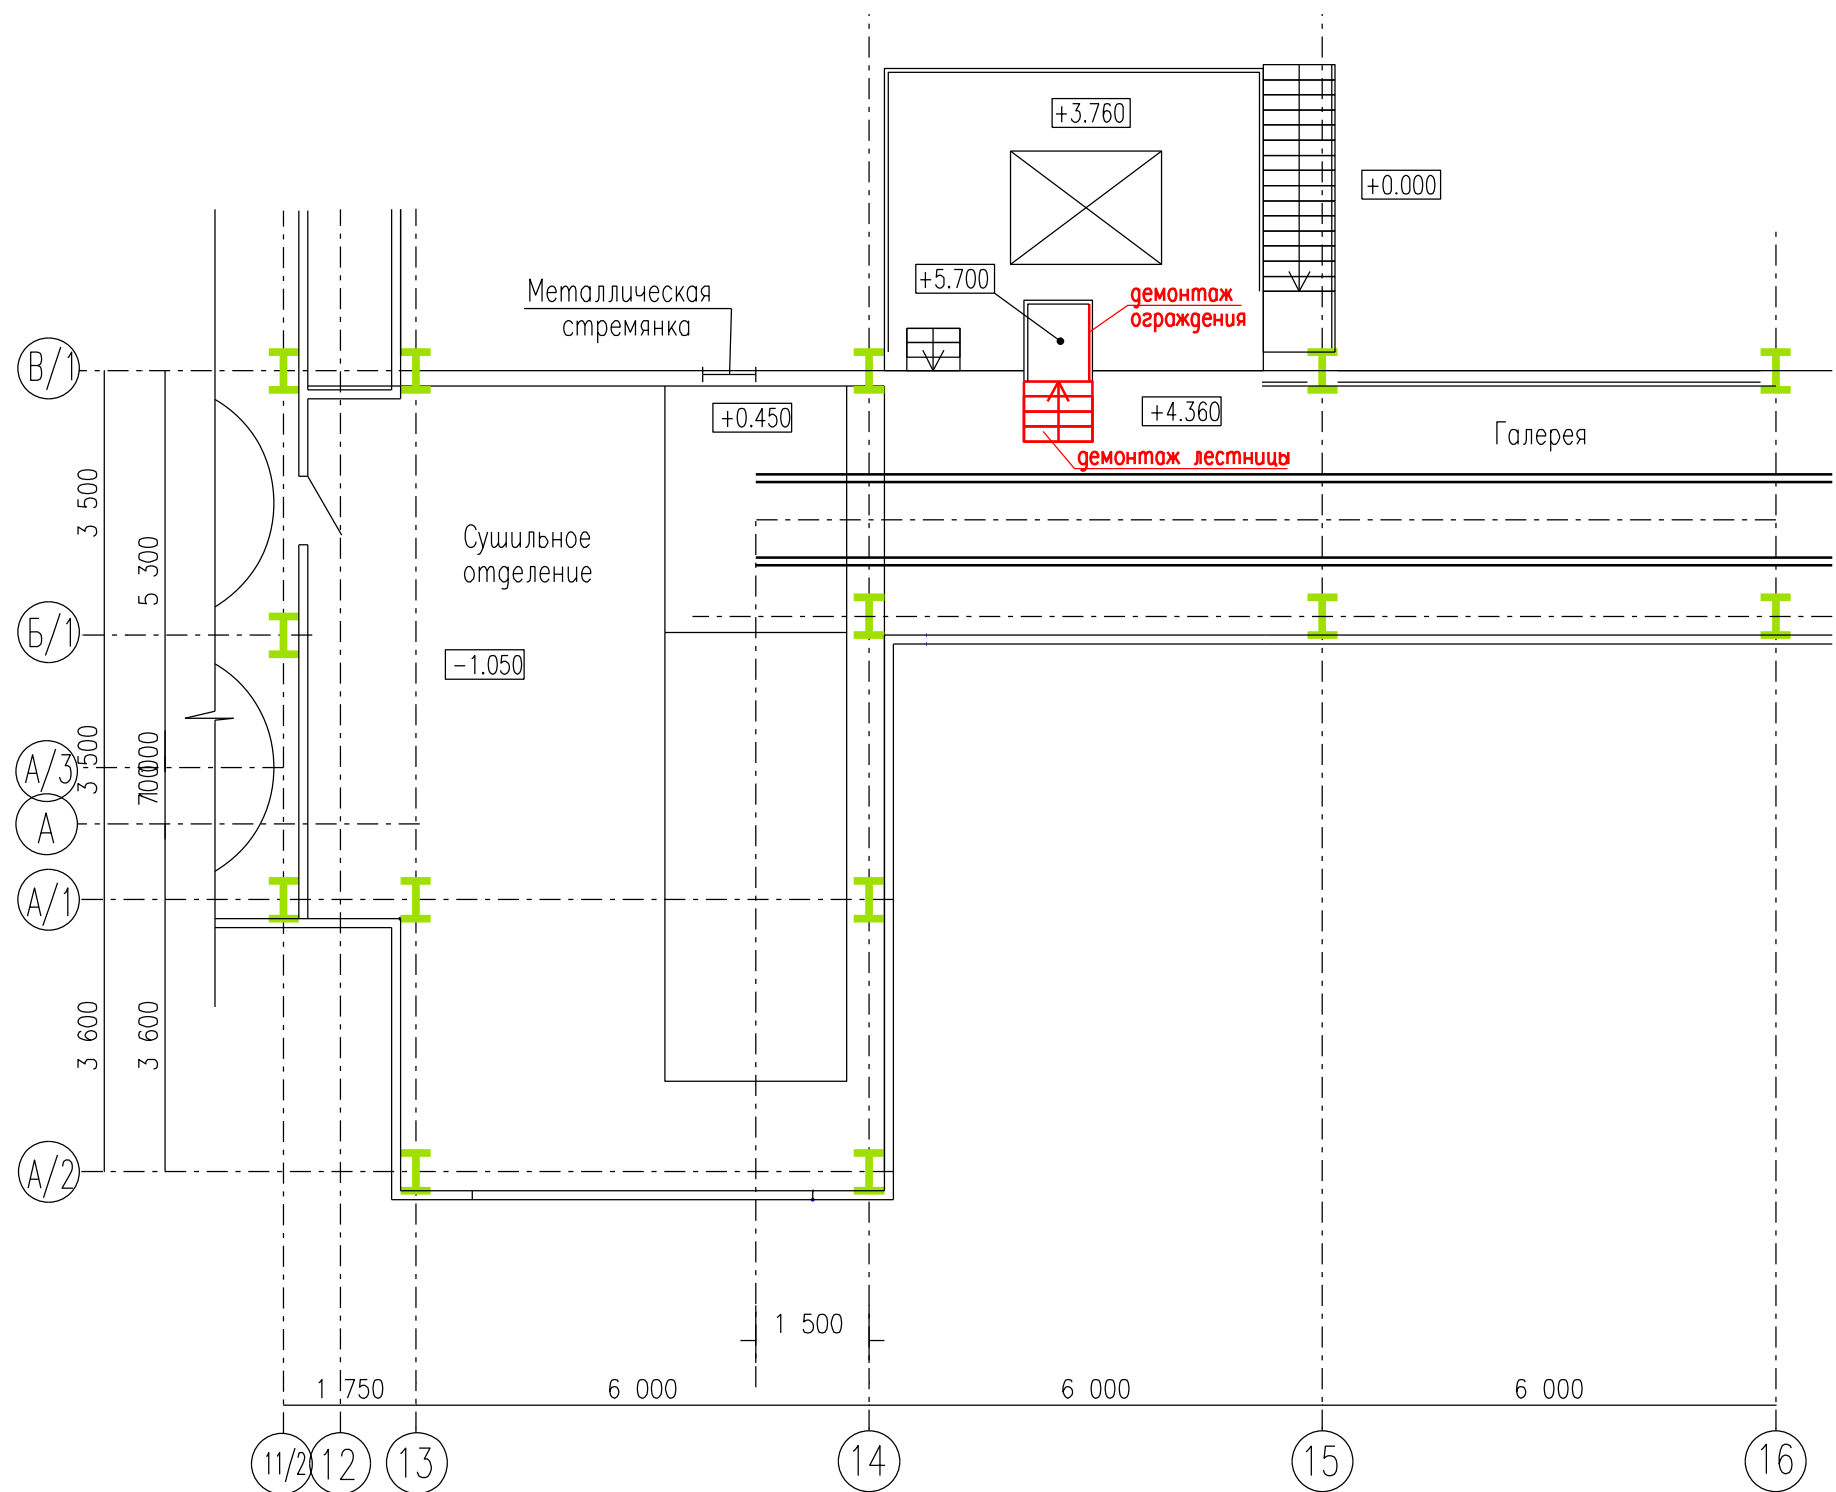 +3.760
+0.000
+5.700
демонтаж
ограждения
Металлическая
стремянка
В/1
+0.450
+4.360
Галерея
демонтаж лестницы
3 500
5 300
Сушильное
отделение
Б/1
-1.050
3 500
А/3
А
А/1
3 600
3 600
А/2
1 500
1 750
6 000
6 000
6 000
11/2
12
13
14
15
16